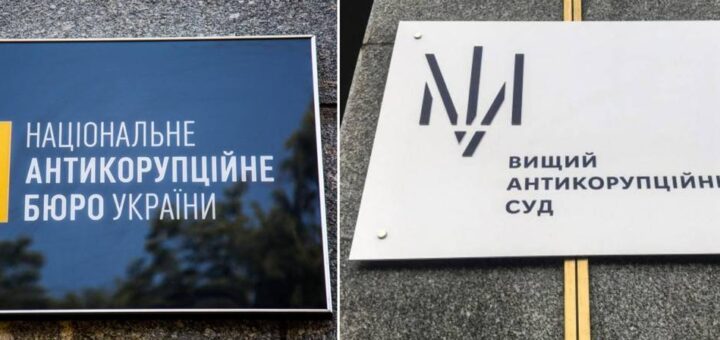 НАЦІОНАЛЬНЕ
АНТИКОРУПЦІЙНЕ
БЮРО УКРАЇНИ
ВИЩИЙ
АНТИКОРУПЦІЙНИ
СУД